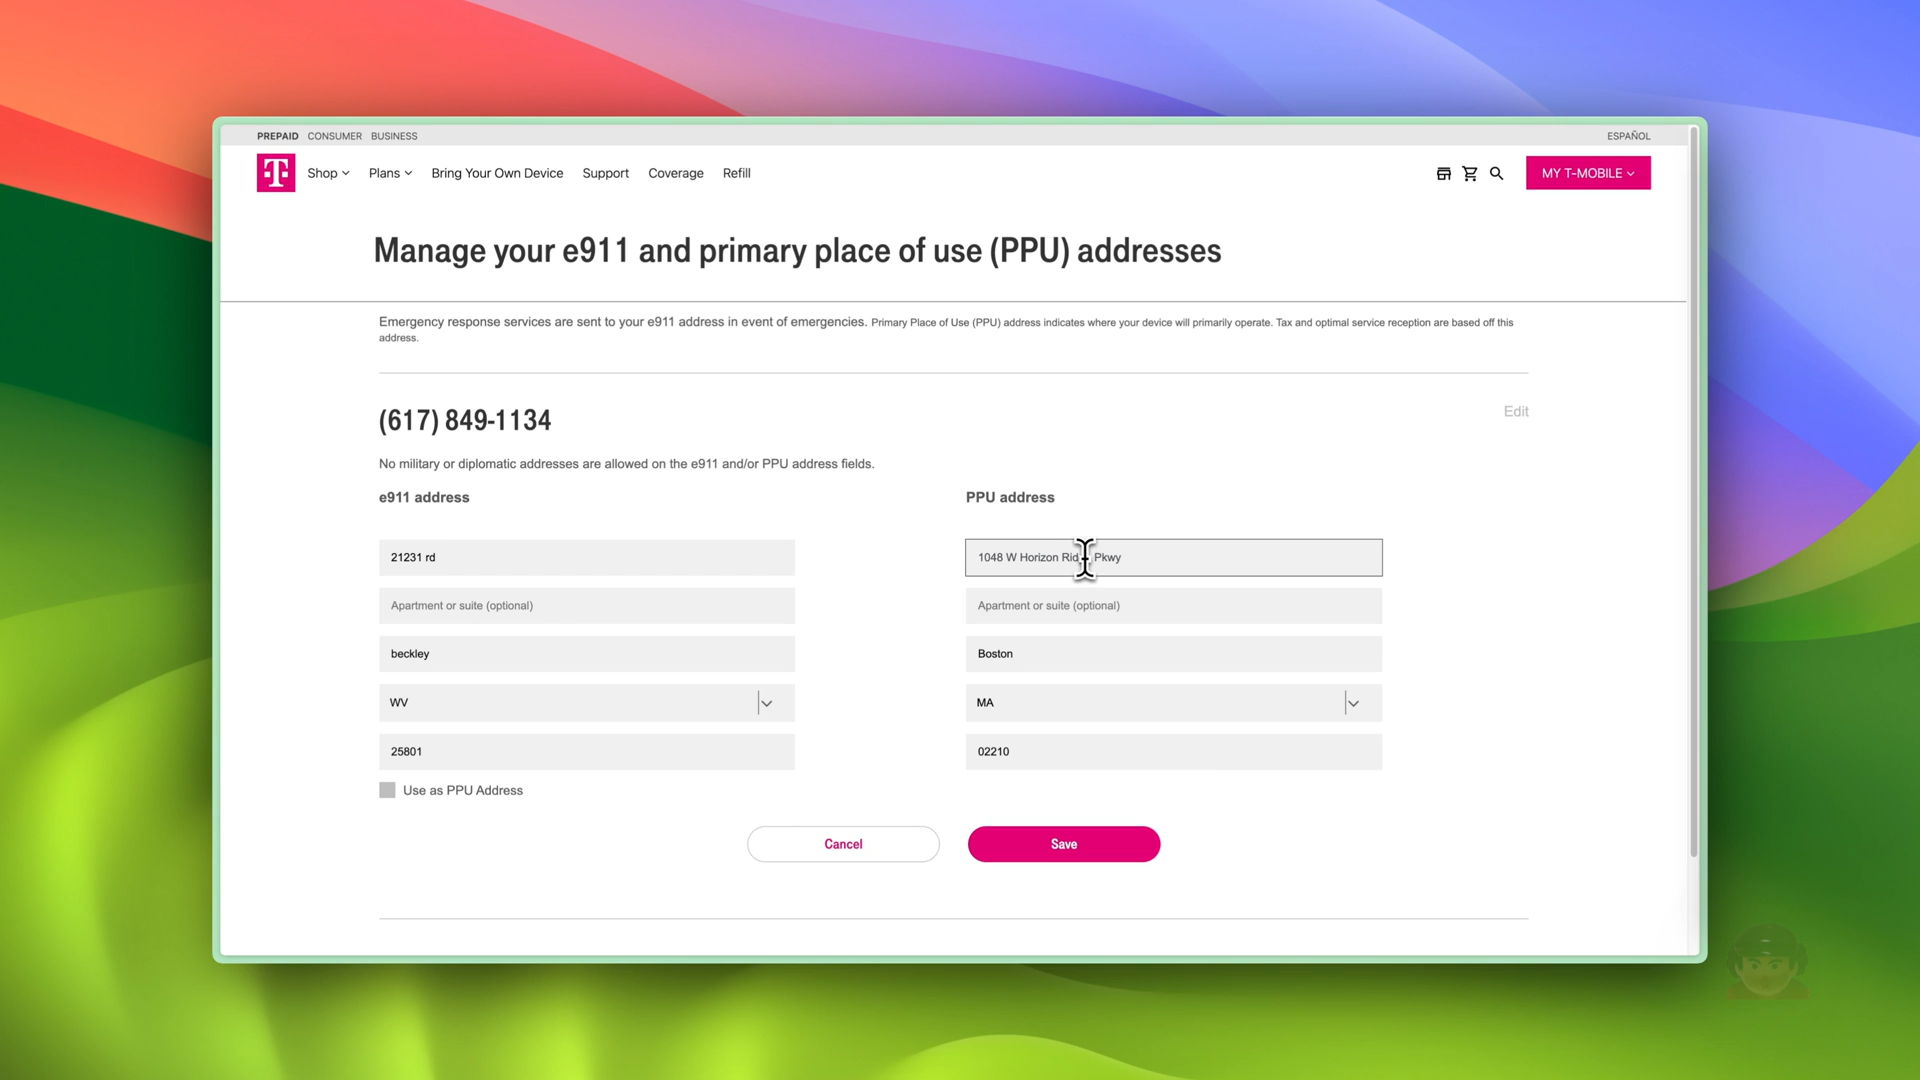 PREPAID CONSUMER BUSINESS ESPAÑOL
T Shop Plans Bring Your Own Device Support Coverage Refill MY T-MOBILE
Manage your e911 and primary place of use (PPU) addresses
Emergency response services are sent to your e911 address in event of emergencies. Primary Place of Use (PPU) address indicates where your device will primarily operate. Tax and optimal service reception are based off this
address.
(617) 849-1134 Edit
No military or diplomatic addresses are allowed on the e911 and/or PPU address fields.
e911 address PPU address
21231 rd 1048 W Horizon Pkwy
Apartment or suite (optional) Apartment or suite (optional)
beckley Boston
WV MA
25801 02210
Use as PPU Address
Cancel Save